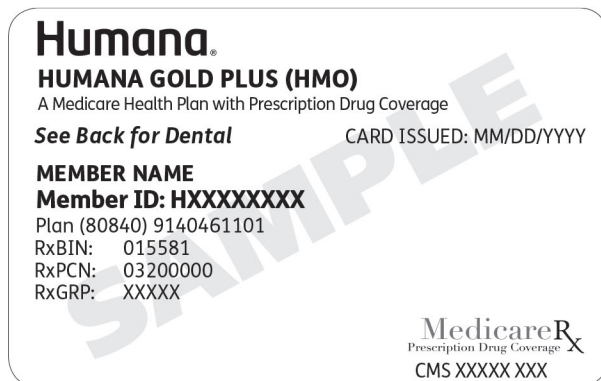 Humana®
HUMANA GOLD PLUS (HMO)
A Medicare Health Plan with Prescription Drug Coverage
See Back for Dental CARD ISSUED: MM/DD/YYYY
MEMBER NAME
Member ID: HXXXXXXXX
Plan (80840) 9140461101
RxBIN: 015581
RxPCN: 03200000
RxGRP: XXXXX
SAMPLE
MedicareRx
Prescription Drug Coverage
CMS XXXXX XXX